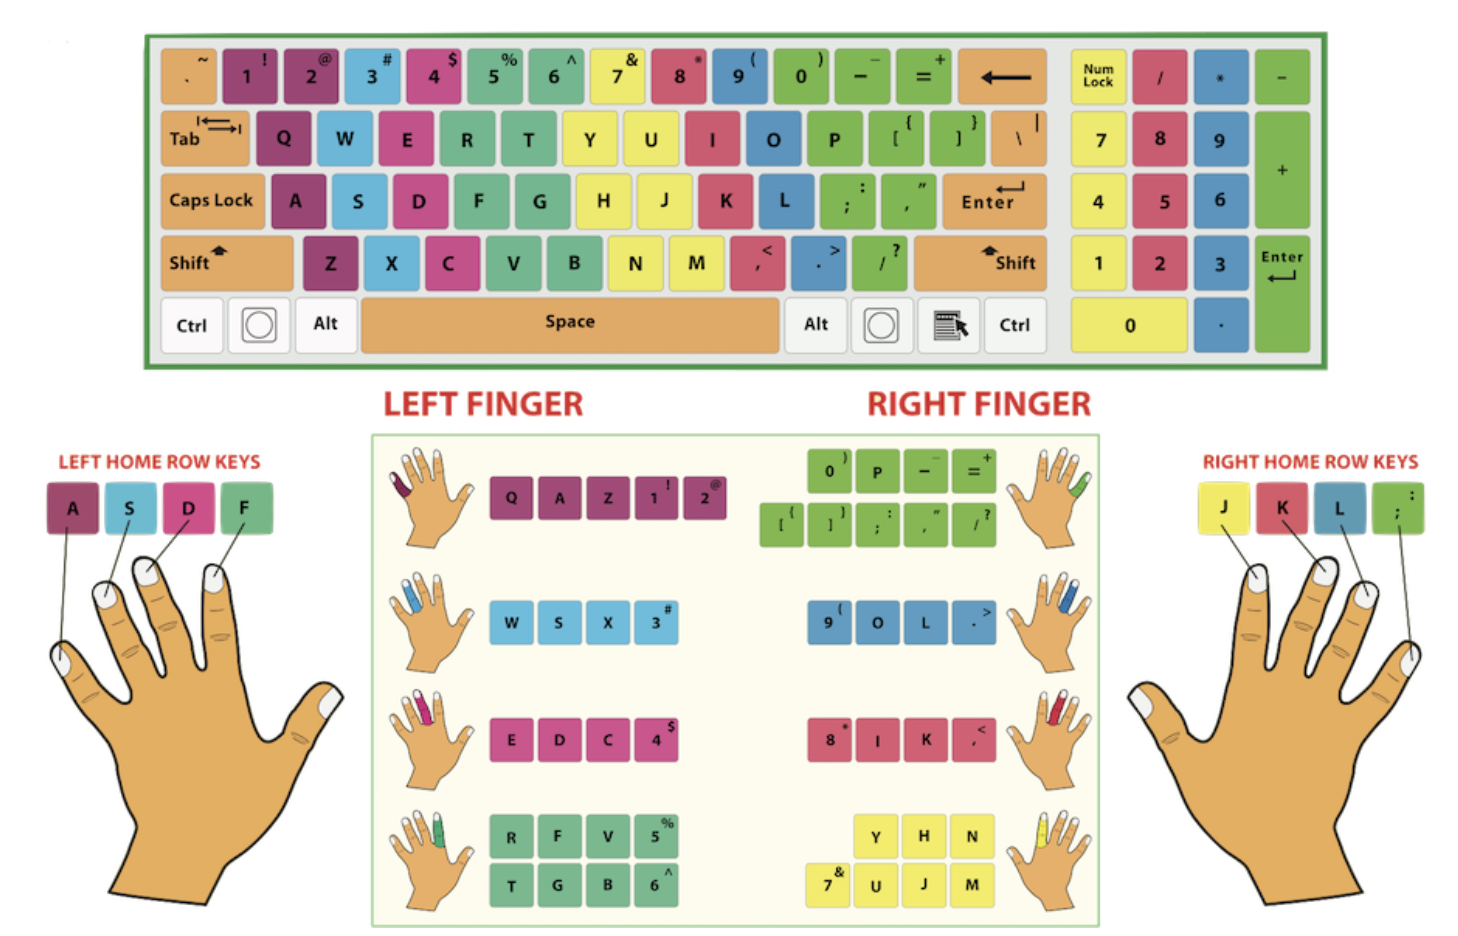 ~ ` ! 1 @ 2 # 3 $ 4 % 5 ^ 6 & 7 * 8 ( 9 ) 0 _ − + = Num Lock / * −
Tab Q W E R T Y U I O P { [ } ] | \ 7 8 9 +
Caps Lock A S D F G H J K L : ; " ' Enter 4 5 6
Shift Z X C V B N M < , > . ? / Shift 1 2 3 Enter
Ctrl Alt Space Alt Ctrl 0 .
LEFT FINGER RIGHT FINGER
LEFT HOME ROW KEYS
A S D F
RIGHT HOME ROW KEYS
J K L : ;
Q A Z ! 1 @ 2
) 0 P _ − + =
{ [ } ] : ; " ' ? /
W S X # 3
( 9 O L > .
E D C $ 4
* 8 I K < ,
R F V % 5
T G B ^ 6
Y H N
& 7 U J M